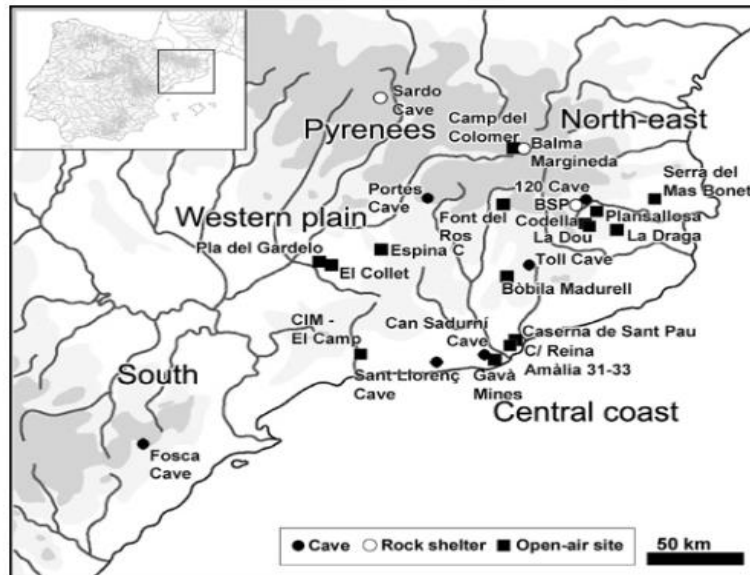 Sardo
Cave
Camp del
Colomer
North-east
Pyrenees
Balma
Margineda
Serra del
Mas Bonet
Portes
Cave
120 Cave
BSP
Plansallosa
Font del
Ros
Codella
La Dou
La Draga
Western plain
Pla del Gardelo
Espina C
El Collet
Toll Cave
Bòbila Madurell
CIM -
El Camp
Can Sadurní
Cave
Caserna de Sant Pau
C/ Reina
Amàlia 31-33
South
Sant Llorenç
Cave
Gavà
Mines
Central coast
Fosca
Cave
Cave
Rock shelter
Open-air site
50 km